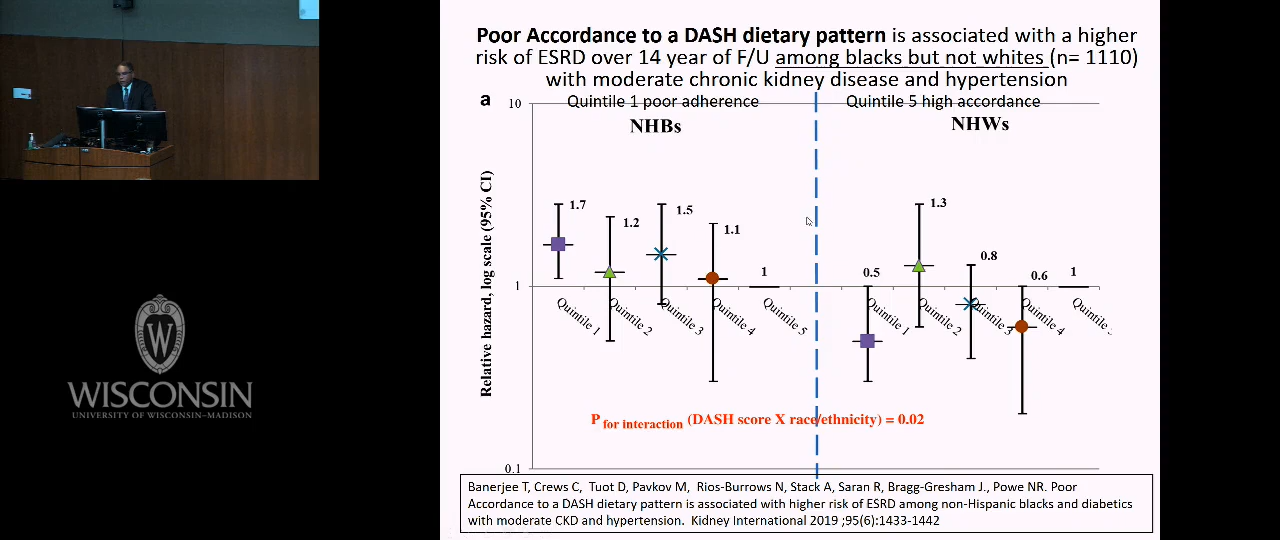 Poor Accordance to a DASH dietary pattern is associated with a higher
risk of ESRD over 14 year of F/U among blacks but not whites (n= 1110)
with moderate chronic kidney disease and hypertension
a
Quintile 1 poor adherence
Quintile 5 high accordance
NHBs
NHWs
Relative hazard, log scale (95% CI)
10
1
0.1
1.7
1.2
1.5
1.1
1
0.5
1.3
0.8
0.6
1
Quintile 1
Quintile 2
Quintile 3
Quintile 4
Quintile 5
Quintile 1
Quintile 2
Quintile 3
Quintile 4
Quintile
P for interaction (DASH score X race/ethnicity) = 0.02
Banerjee T, Crews C, Tuot D, Pavkov M, Rios-Burrows N, Stack A, Saran R, Bragg-Gresham J., Powe NR. Poor
Accordance to a DASH dietary pattern is associated with higher risk of ESRD among non-Hispanic blacks and diabetics
with moderate CKD and hypertension. Kidney International 2019 ;95(6):1433-1442
W
WISCONSIN
UNIVERSITY OF WISCONSIN–MADISON